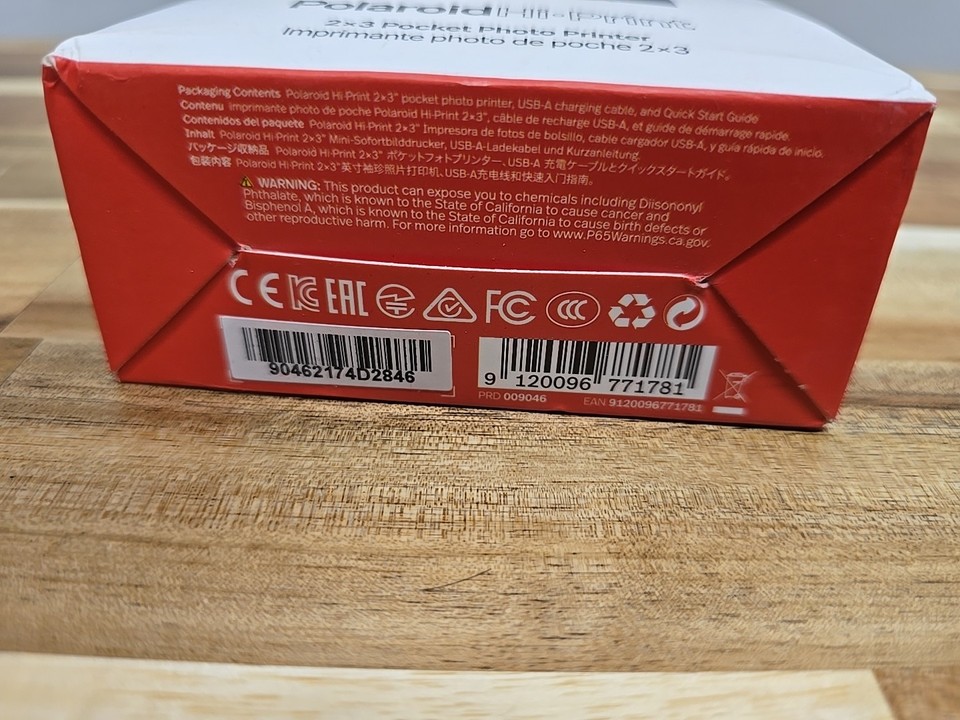 Polaroid Hi·Print
2×3 Pocket Photo Printer
Imprimante photo de poche 2×3
Packaging Contents Polaroid Hi·Print 2×3" pocket photo printer, USB-A charging cable, and Quick Start Guide
Contenu imprimante photo de poche Polaroid Hi·Print 2×3", câble de recharge USB-A, et guide de démarrage rapide.
Contenidos del paquete Polaroid Hi·Print 2×3" Impresora de fotos de bolsillo, cable cargador USB-A, y guía rápida de inicio.
Inhalt Polaroid Hi·Print 2×3" Mini-Sofortbilddrucker, USB-A-Ladekabel und Kurzanleitung.
パッケージ収納品 Polaroid Hi·Print 2×3" ポケットフォトプリンター、USB-A 充電ケーブルとクイックスタートガイド。
包装内容 Polaroid Hi·Print 2×3"英寸袖珍照片打印机、USB-A充电线和快速入门指南。
WARNING: This product can expose you to chemicals including Diisononyl
Phthalate, which is known to the State of California to cause cancer and
Bisphenol A, which is known to the State of California to cause birth defects or
other reproductive harm. For more information go to www.P65Warnings.ca.gov.
CE KC EAC FC CCC
90462174D2846
9 120096 771781
PRD 009046 EAN 9120096771781